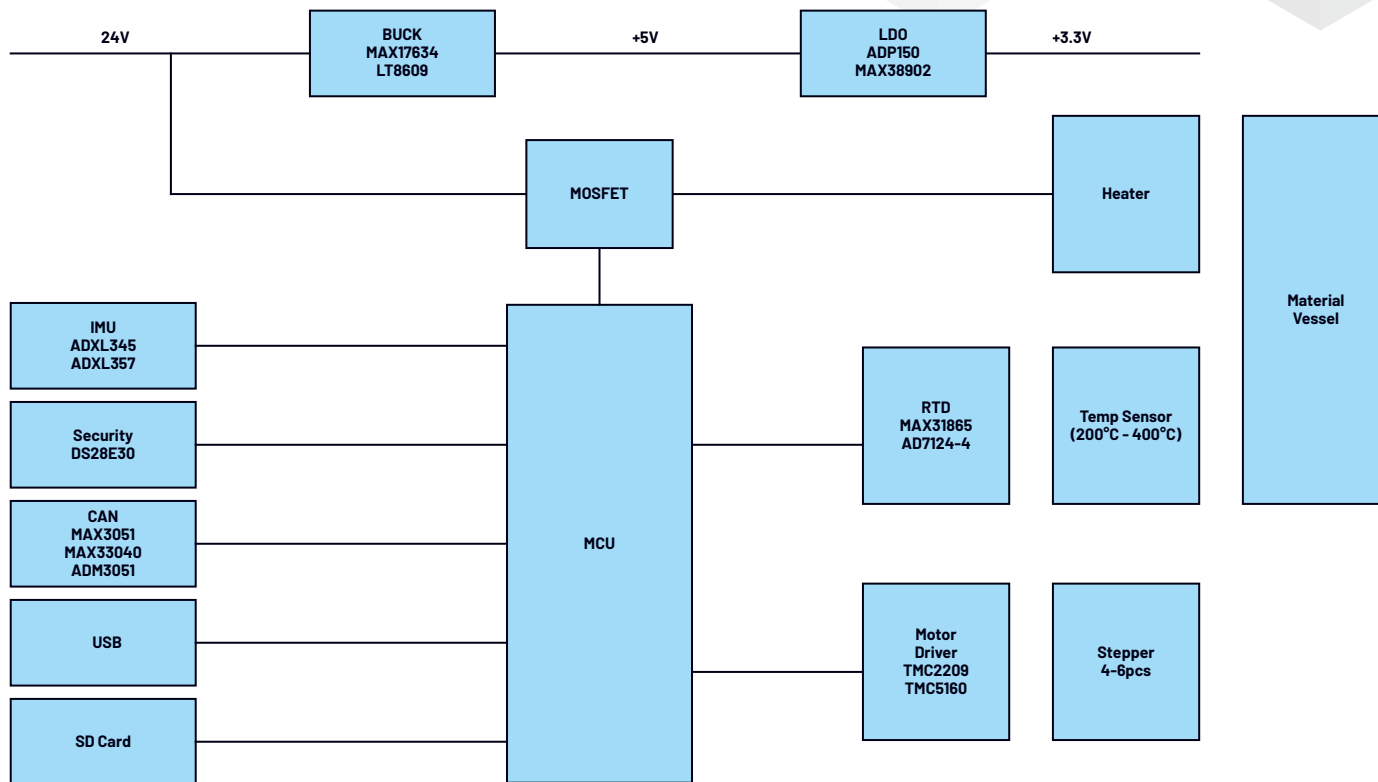 24V
BUCK
MAX17634
LT8609
+5V
LDO
ADP150
MAX38902
+3.3V
MOSFET
Heater
Material
Vessel
IMU
ADXL345
ADXL357
Security
DS28E30
CAN
MAX3051
MAX33040
ADM3051
USB
SD Card
MCU
RTD
MAX31865
AD7124-4
Temp Sensor
(200°C - 400°C)
Motor
Driver
TMC2209
TMC5160
Stepper
4-6pcs